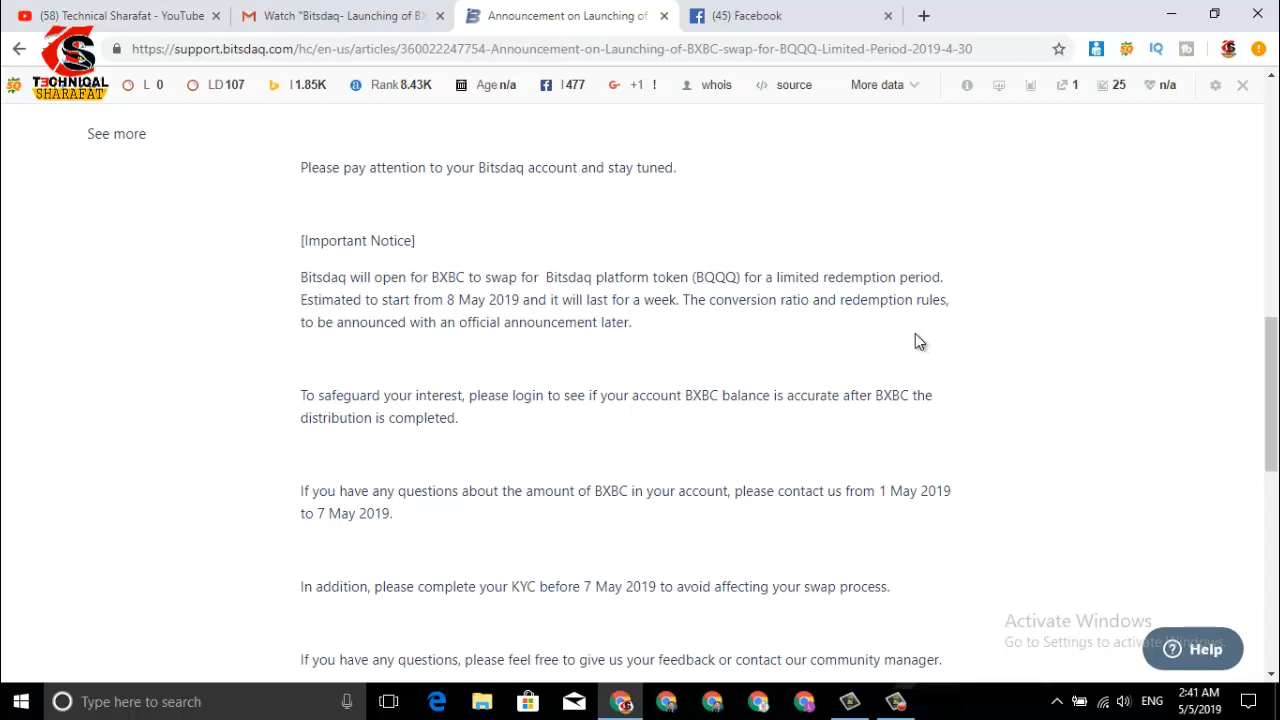 (58) Technical Sharafat - YouTube
Watch "Bitsdaq- Launching of BX
Announcement on Launching of
(45) Facebook
https://support.bitsdaq.com/hc/en-us/articles/360022247754-Announcement-on-Launching-of-BXBC-swap-for-BQQQ-Limited-Period-2019-4-30
IQ
TECHNIQAL
SHARAFAT
L 0
LD 107
I 1.85K
Rank 8.43K
Age n/a
I 477
+1 !
whois
source
More data
1
25
n/a
See more
Please pay attention to your Bitsdaq account and stay tuned.
[Important Notice]
Bitsdaq will open for BXBC to swap for Bitsdaq platform token (BQQQ) for a limited redemption period.
Estimated to start from 8 May 2019 and it will last for a week. The conversion ratio and redemption rules,
to be announced with an official announcement later.
To safeguard your interest, please login to see if your account BXBC balance is accurate after BXBC the
distribution is completed.
If you have any questions about the amount of BXBC in your account, please contact us from 1 May 2019
to 7 May 2019.
In addition, please complete your KYC before 7 May 2019 to avoid affecting your swap process.
Activate Windows
Go to Settings to activate Windows.
Help
If you have any questions, please feel free to give us your feedback or contact our community manager.
Type here to search
ENG
2:41 AM
5/5/2019